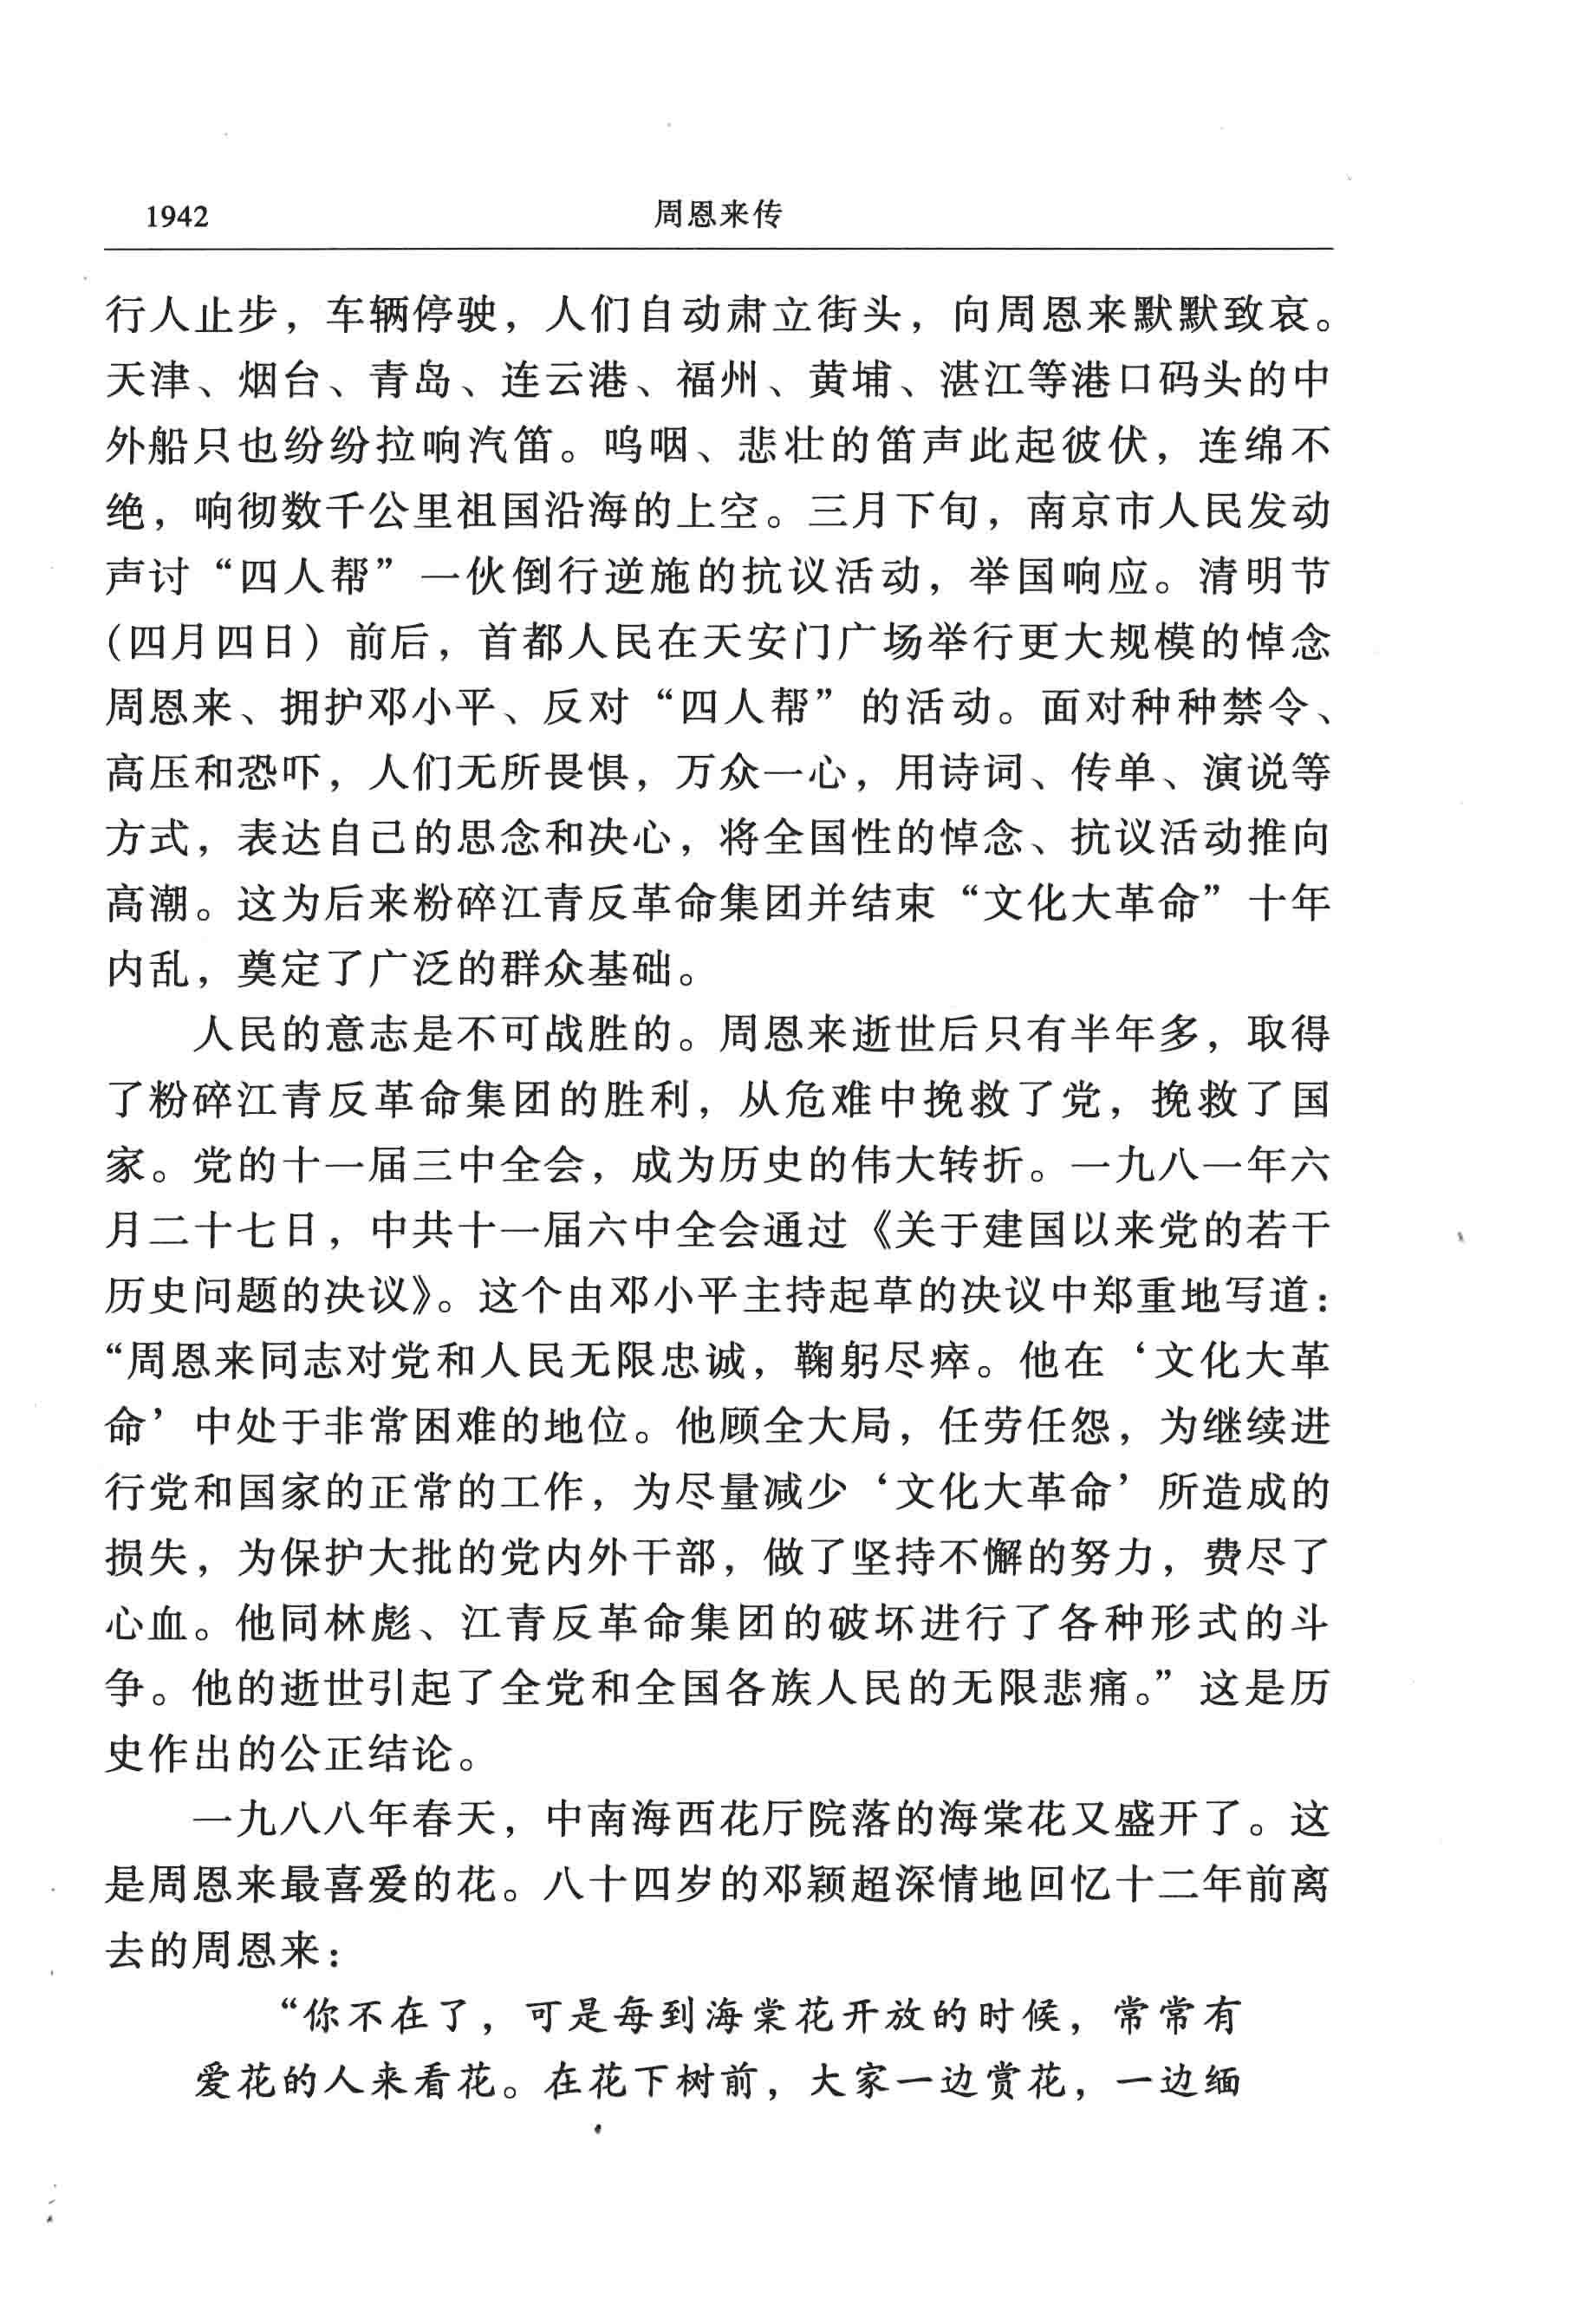 1942
周恩来传
行人止步，车辆停驶，人们自动肃立街头，向周恩来默默致哀。
天津、烟台、青岛、连云港、福州、黄埔、湛江等港口码头的中
外船只也纷纷拉响汽笛。呜咽、悲壮的笛声此起彼伏，连绵不
绝，响彻数千公里祖国沿海的上空。三月下旬，南京市人民发动
声讨“四人帮”一伙倒行逆施的抗议活动，举国响应。清明节
（四月四日）前后，首都人民在天安门广场举行更大规模的悼念
周恩来、拥护邓小平、反对“四人帮”的活动。面对种种禁令、
高压和恐吓，人们无所畏惧，万众一心，用诗词、传单、演说等
方式，表达自己的思念和决心，将全国性的悼念、抗议活动推向
高潮。这为后来粉碎江青反革命集团并结束“文化大革命”十年
内乱，奠定了广泛的群众基础。
人民的意志是不可战胜的。周恩来逝世后只有半年多，取得
了粉碎江青反革命集团的胜利，从危难中挽救了党，挽救了国
家。党的十一届三中全会，成为历史的伟大转折。一九八一年六
月二十七日，中共十一届六中全会通过《关于建国以来党的若干
历史问题的决议》。这个由邓小平主持起草的决议中郑重地写道：
“周恩来同志对党和人民无限忠诚，鞠躬尽瘁。他在‘文化大革
命’中处于非常困难的地位。他顾全大局，任劳任怨，为继续进
行党和国家的正常的工作，为尽量减少‘文化大革命’所造成的
损失，为保护大批的党内外干部，做了坚持不懈的努力，费尽了
心血。他同林彪、江青反革命集团的破坏进行了各种形式的斗
争。他的逝世引起了全党和全国各族人民的无限悲痛。”这是历
史作出的公正结论。
一九八八年春天，中南海西花厅院落的海棠花又盛开了。这
是周恩来最喜爱的花。八十四岁的邓颖超深情地回忆十二年前离
去的周恩来：
“你不在了，可是每到海棠花开放的时候，常常有
爱花的人来看花。在花下树前，大家一边赏花，一边缅